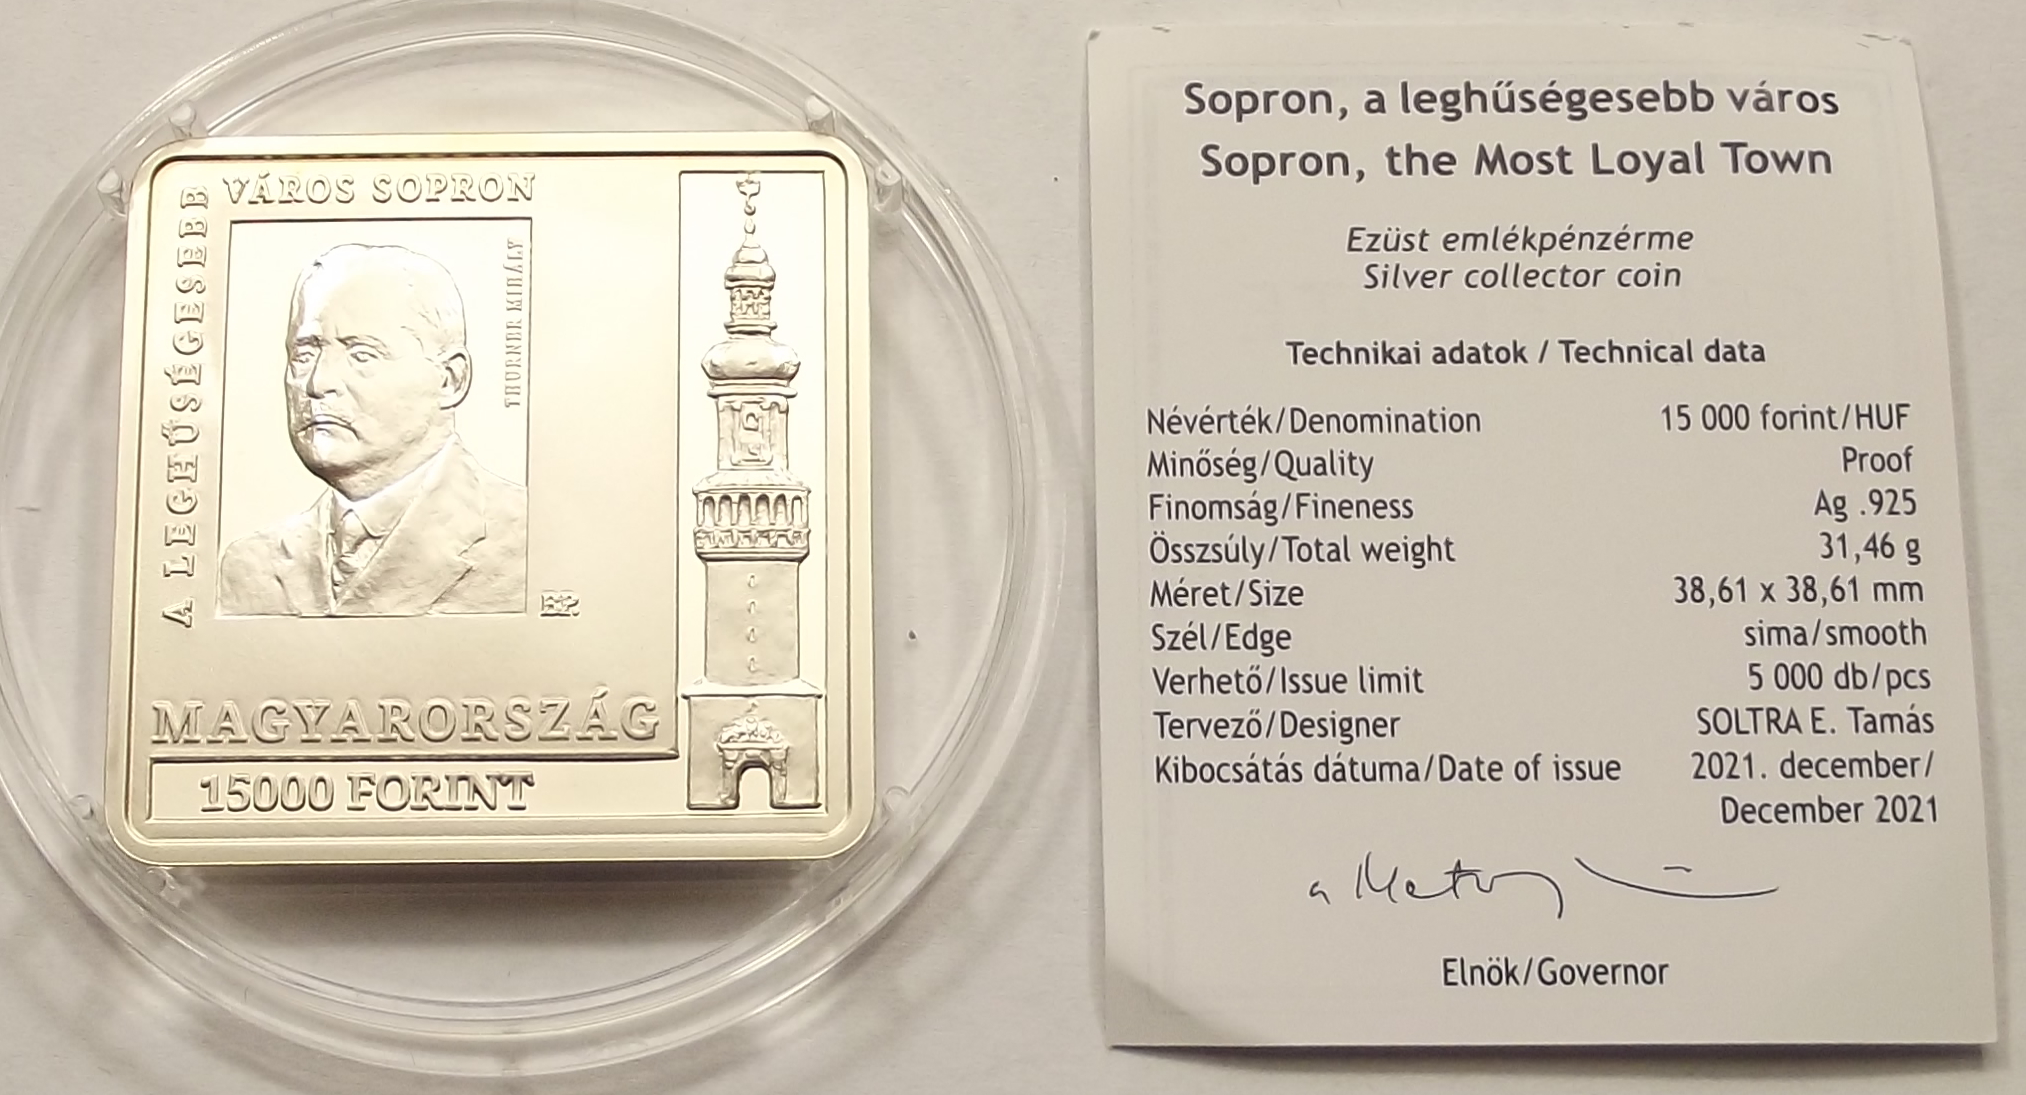 A LEGHŰSÉGESEBB
VÁROS SOPRON
THURNER MIHÁLY
BP.
MAGYARORSZÁG
15000 FORINT
Sopron, a leghűségesebb város
Sopron, the Most Loyal Town
Ezüst emlékpénzérme
Silver collector coin
Technikai adatok / Technical data
Névérték/Denomination 15 000 forint/HUF
Minőség/Quality Proof
Finomság/Fineness Ag .925
Összsúly/Total weight 31,46 g
Méret/Size 38,61 x 38,61 mm
Szél/Edge sima/smooth
Verhető/Issue limit 5 000 db/pcs
Tervező/Designer SOLTRA E. Tamás
Kibocsátás dátuma/Date of issue 2021. december/
December 2021
Elnök/Governor